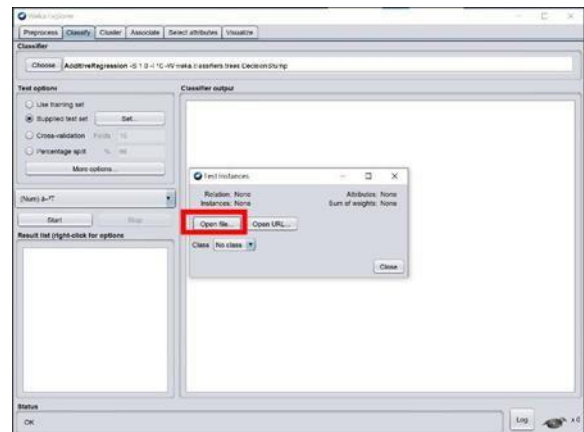 Weka Explorer
Preprocess Classify Cluster Associate Select attributes Visualize
Classifier
Choose AdditiveRegression -S 1.0 -I 10 -W weka.classifiers.trees.DecisionStump
Test options
Classifier output
Use training set
Supplied test set Set...
Cross-validation Folds 10
Percentage split %
More options...
(Num)
Start Stop
Result list (right-click for options
Test Instances
Relation: None Attributes: None
Instances: None Sum of weights: None
Open file... Open URL...
Class No class
Close
Status
OK
Log x 0